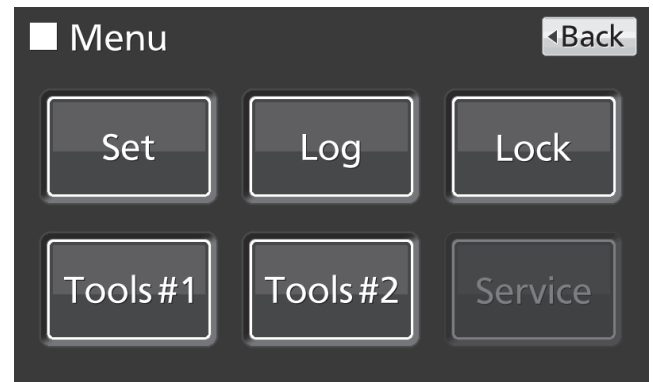 Menu
◂Back
Set
Log
Lock
Tools#1
Tools#2
Service